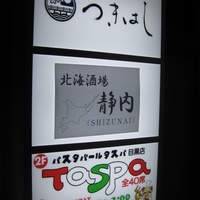 つきはし
北海酒場
静内
[SHIZUNAI]
2F パスタバールタスパ 目黒店
Taspa
全40席